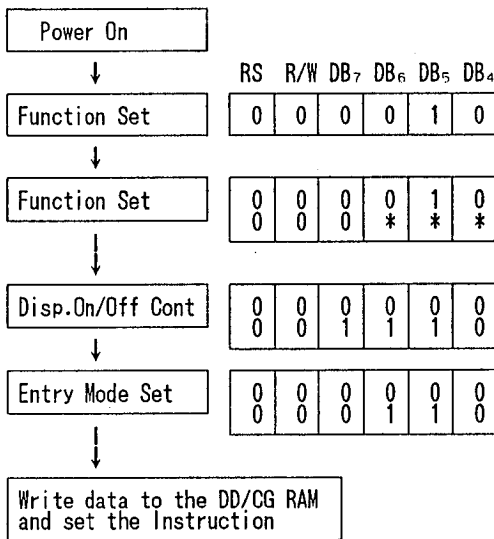 Power On
RS R/W DB₇ DB₆ DB₅ DB₄
Function Set
0 0 0 0 1 0
Function Set
0 0 0 0 1 0
0 0 0 * * *
Disp.On/Off Cont
0 0 0 0 0 0
0 0 1 1 1 0
Entry Mode Set
0 0 0 0 0 0
0 0 0 1 1 0
Write data to the DD/CG RAM
and set the Instruction